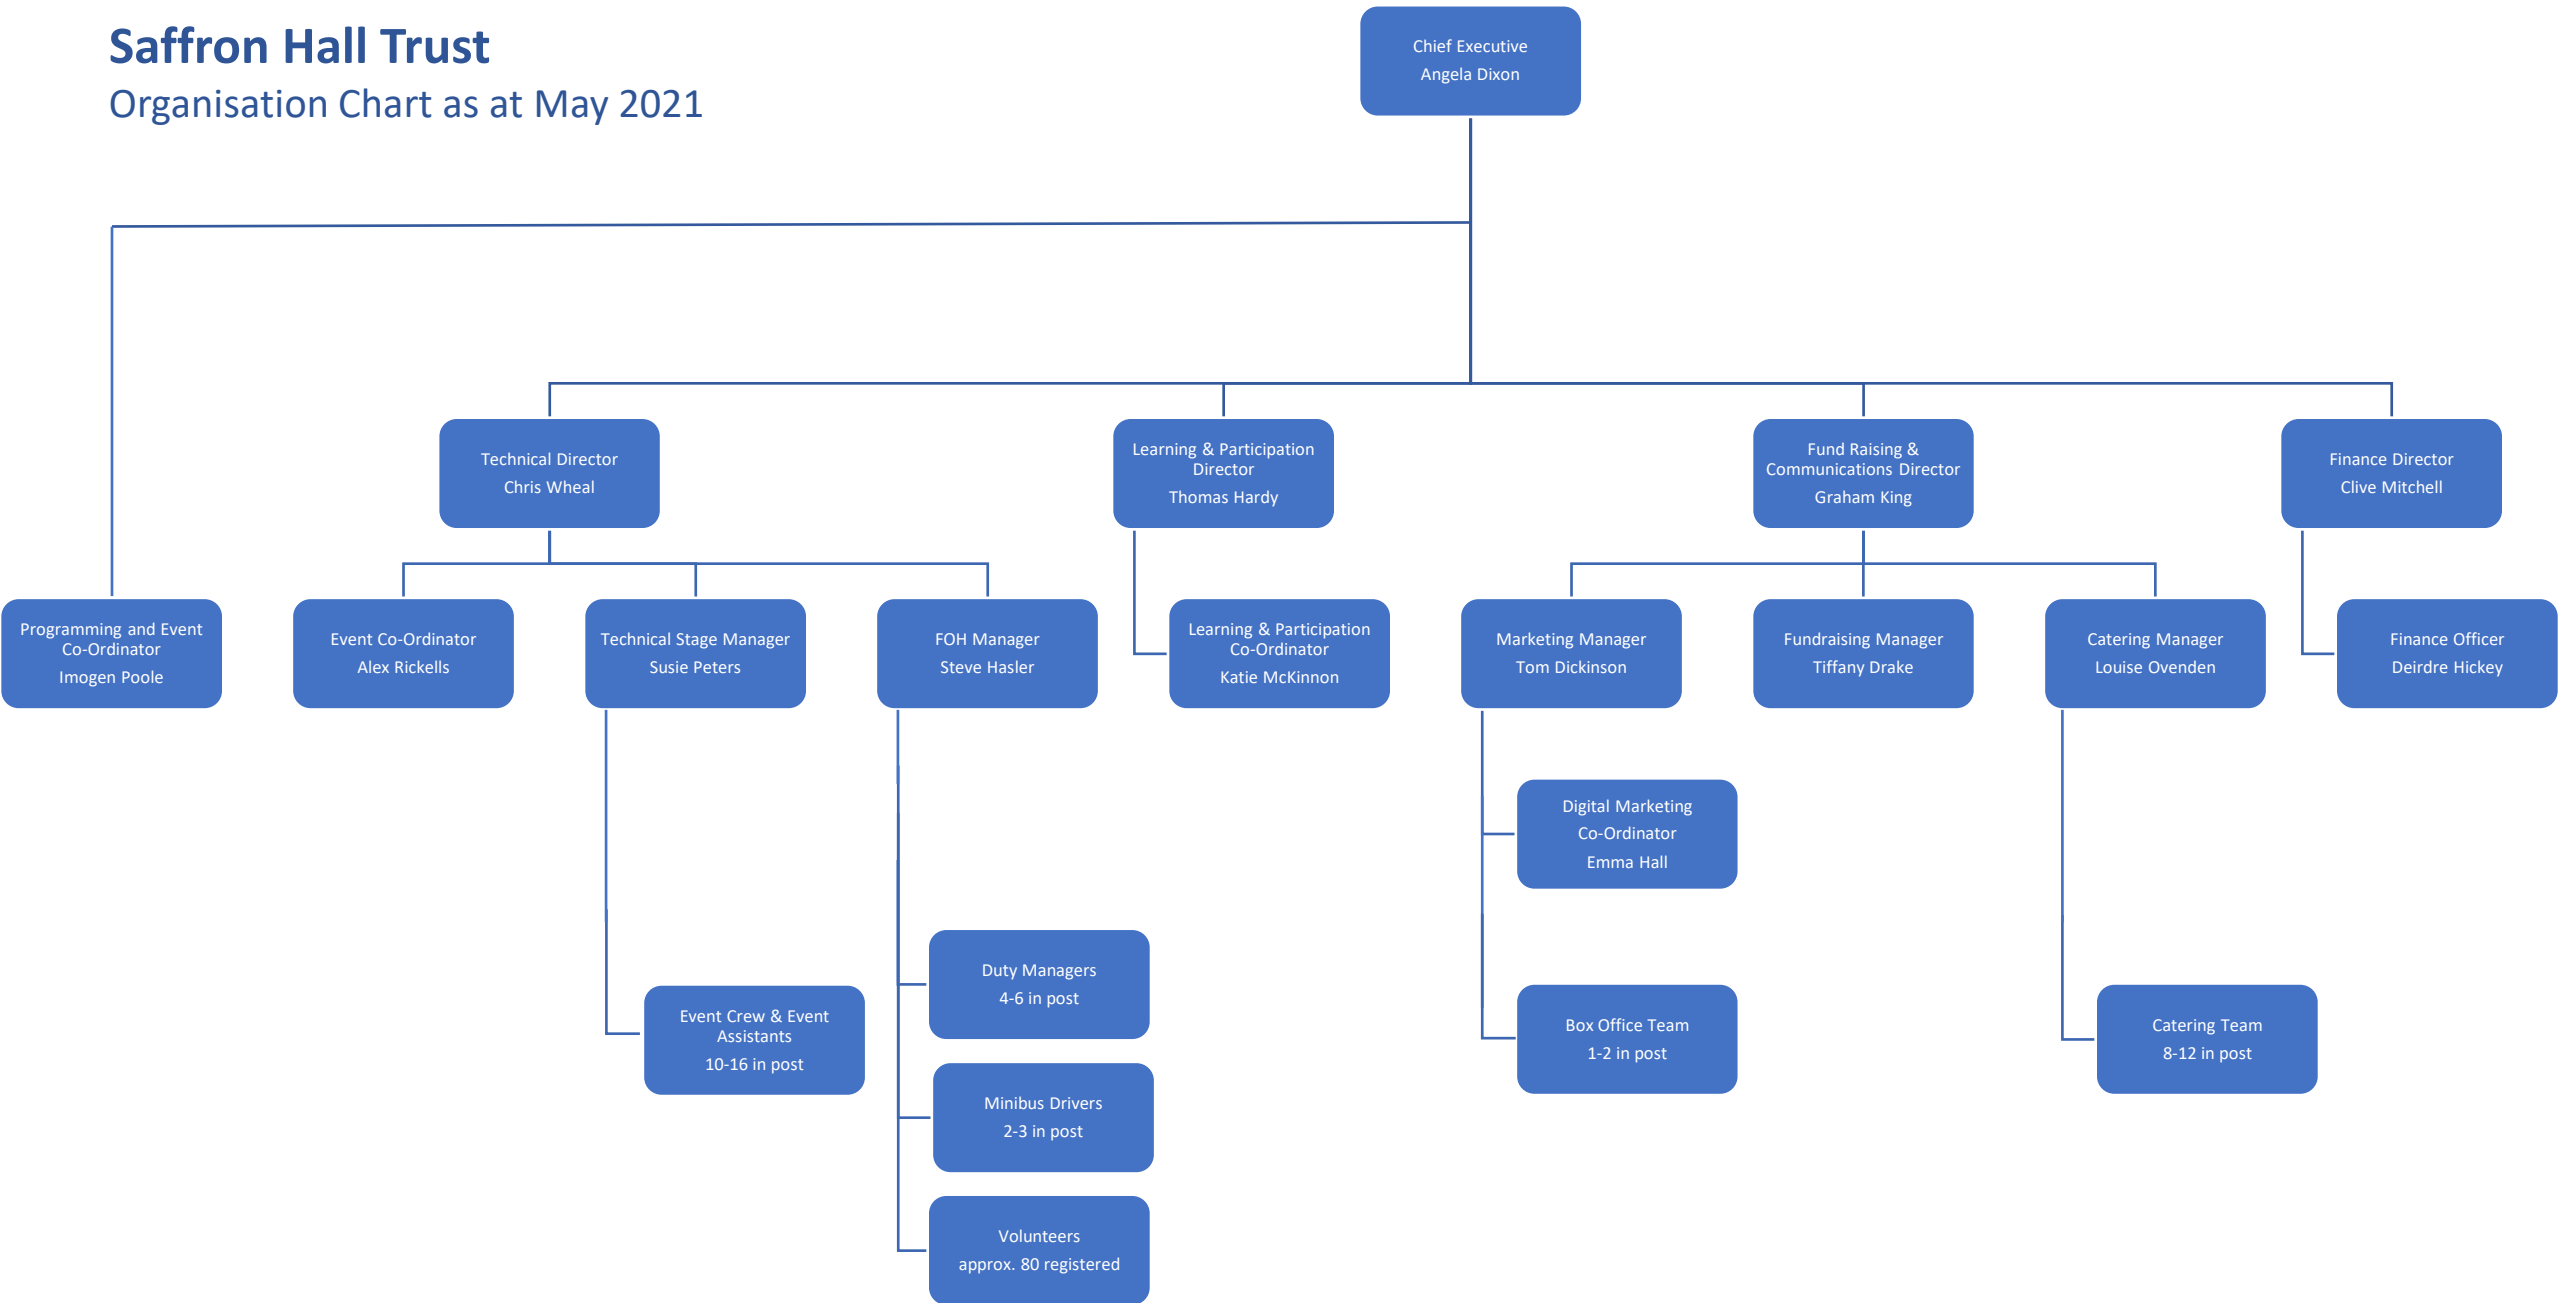 Saffron Hall Trust
Organisation Chart as at May 2021
Chief Executive
Angela Dixon
Technical Director
Chris Wheal
Learning & Participation
Director
Thomas Hardy
Fund Raising &
Communications Director
Graham King
Finance Director
Clive Mitchell
Programming and Event
Co-Ordinator
Imogen Poole
Event Co-Ordinator
Alex Rickells
Technical Stage Manager
Susie Peters
FOH Manager
Steve Hasler
Learning & Participation
Co-Ordinator
Katie McKinnon
Marketing Manager
Tom Dickinson
Fundraising Manager
Tiffany Drake
Catering Manager
Louise Ovenden
Finance Officer
Deirdre Hickey
Digital Marketing
Co-Ordinator
Emma Hall
Event Crew & Event
Assistants
10-16 in post
Duty Managers
4-6 in post
Box Office Team
1-2 in post
Catering Team
8-12 in post
Minibus Drivers
2-3 in post
Volunteers
approx. 80 registered